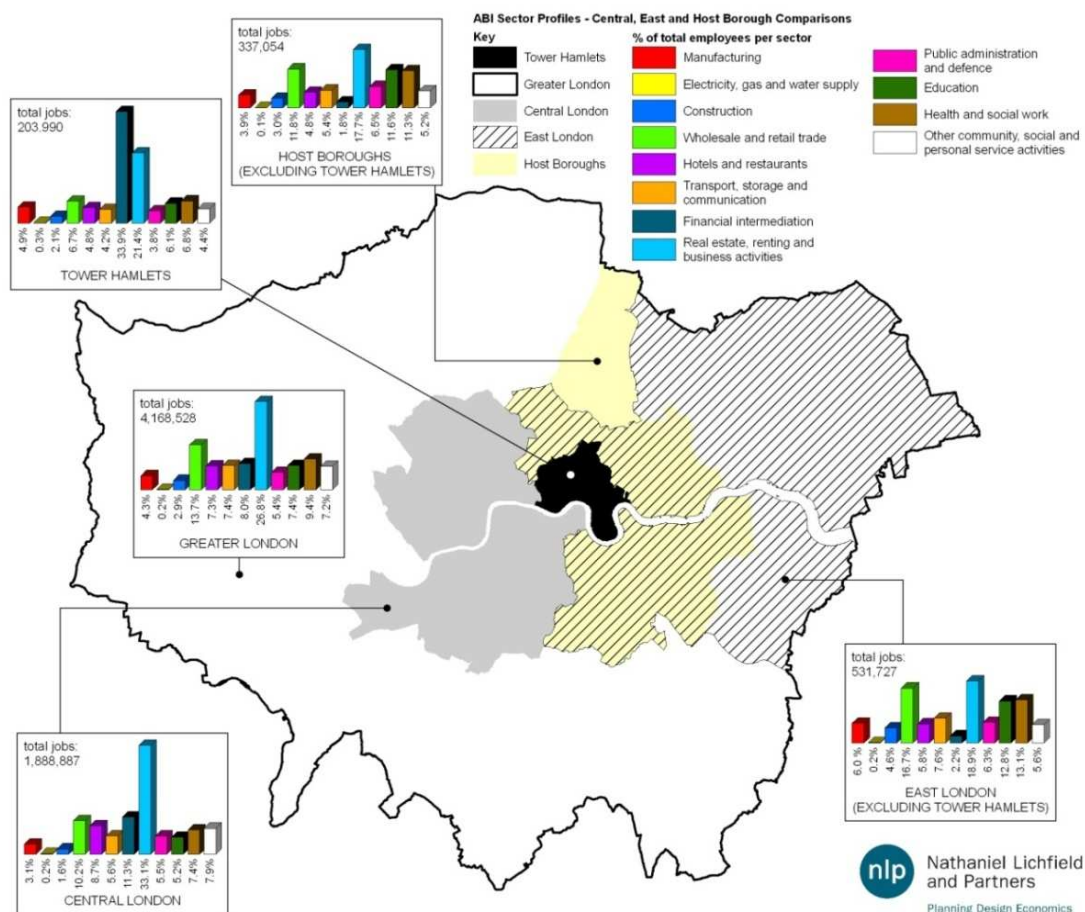 ABI Sector Profiles - Central, East and Host Borough Comparisons
Key
Tower Hamlets
Greater London
Central London
East London
Host Boroughs
% of total employees per sector
Manufacturing
Electricity, gas and water supply
Construction
Wholesale and retail trade
Hotels and restaurants
Transport, storage and
communication
Financial intermediation
Real estate, renting and
business activities
Public administration
and defence
Education
Health and social work
Other community, social and
personal service activities
total jobs:
337,054
3.9%
0.1%
3.0%
11.8%
4.8%
5.4%
1.8%
17.7%
6.5%
11.6%
11.3%
5.2%
HOST BOROUGHS
(EXCLUDING TOWER HAMLETS)
total jobs:
203,990
4.9%
0.3%
2.1%
6.7%
4.8%
4.2%
33.9%
21.4%
3.8%
6.1%
6.8%
4.4%
TOWER HAMLETS
total jobs:
4,168,528
4.3%
0.2%
2.9%
13.7%
7.3%
7.4%
8.0%
26.8%
5.4%
7.4%
9.4%
7.2%
GREATER LONDON
total jobs:
531,727
6.0 %
0.2%
4.6%
16.7%
5.8%
7.6%
2.2%
18.9%
6.3%
12.8%
13.1%
5.6%
EAST LONDON
(EXCLUDING TOWER HAMLETS)
total jobs:
1,888,887
3.1%
0.2%
1.6%
10.2%
8.7%
5.6%
11.3%
33.1%
5.5%
5.2%
7.4%
7.9%
CENTRAL LONDON
nlp
Nathaniel Lichfield
and Partners
Planning Design Economics